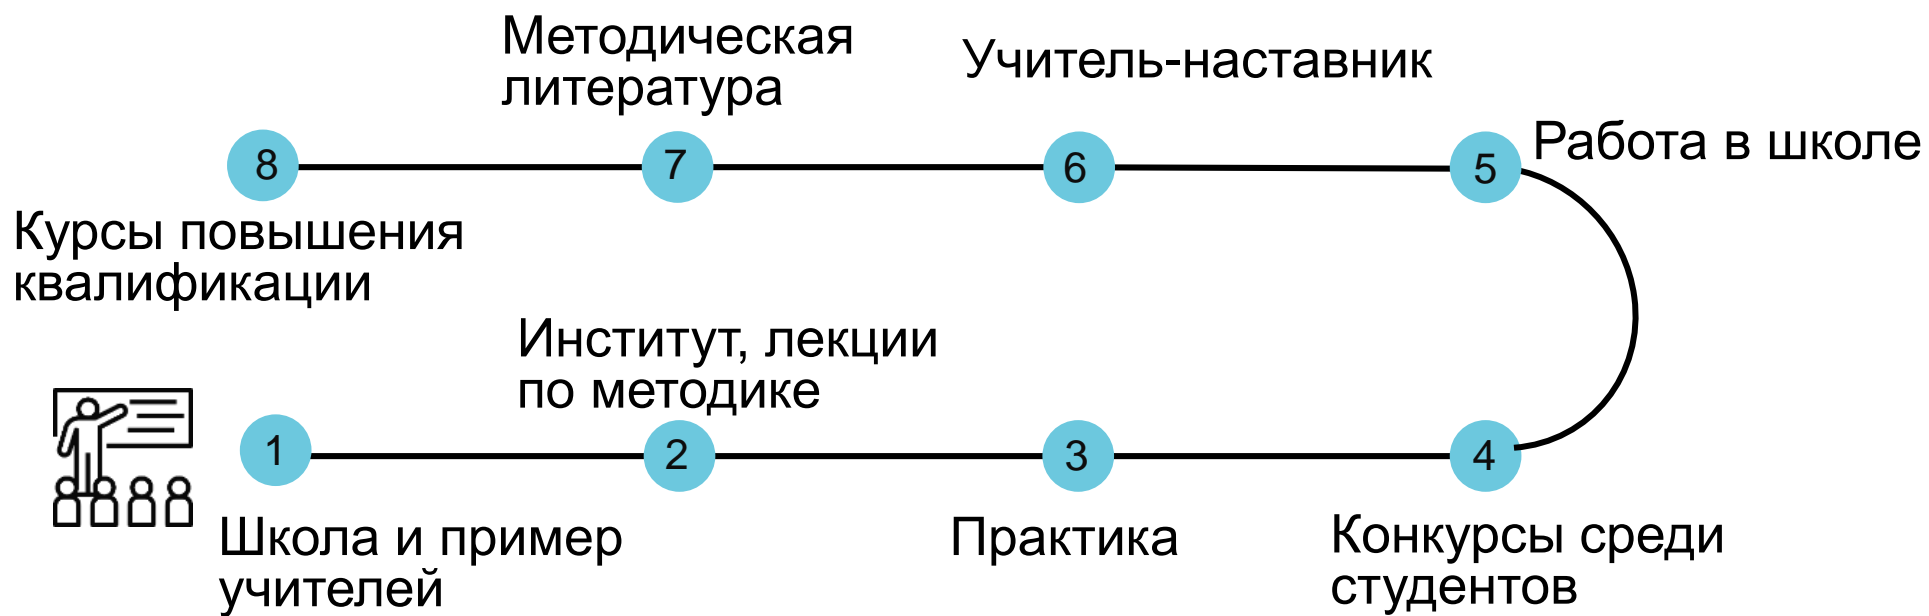 Методическая
литература
Учитель-наставник
Работа в школе
8
7
6
5
Курсы повышения
квалификации
Институт, лекции
по методике
1
2
3
4
Школа и пример
учителей
Практика
Конкурсы среди
студентов